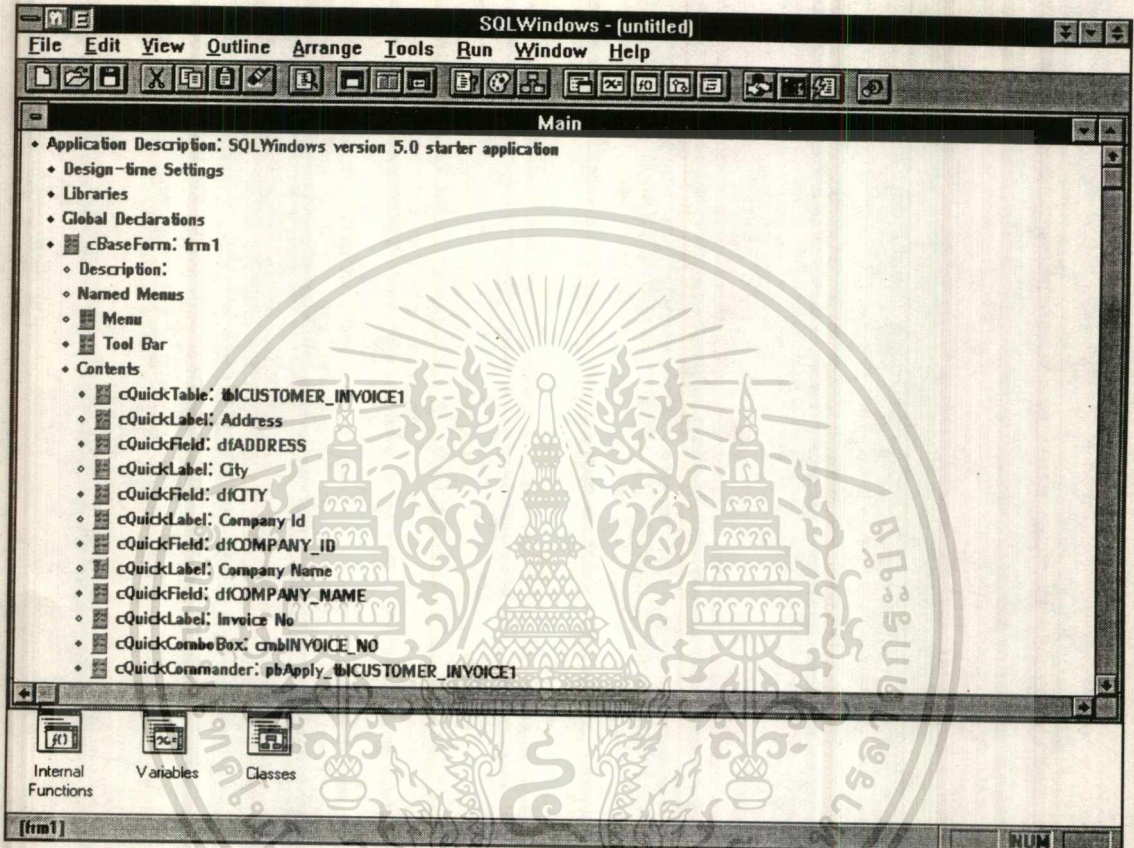 SQLWindows - (untitled)
File Edit View Outline Arrange Tools Run Window Help
Main
Application Description: SQLWindows version 5.0 starter application
Design-time Settings
Libraries
Global Declarations
cBaseForm: frm1
Description:
Named Menus
Menu
Tool Bar
Contents
cQuickTable: tblCUSTOMER_INVOICE1
cQuickLabel: Address
cQuickField: dfADDRESS
cQuickLabel: City
cQuickField: dfCITY
cQuickLabel: Company Id
cQuickField: dfCOMPANY_ID
cQuickLabel: Company Name
cQuickField: dfCOMPANY_NAME
cQuickLabel: Invoice No
cQuickComboBox: cmbINVOICE_NO
cQuickCommander: pbApply_tblCUSTOMER_INVOICE1
Internal Functions
Variables
Classes
[frm1]
NUM